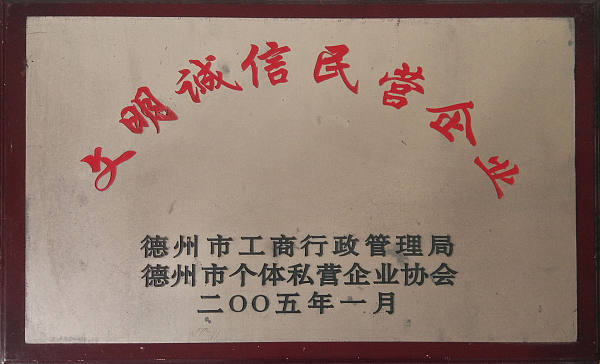 文明诚信民营企业
德州市工商行政管理局
德州市个体私营企业协会
二OO五年一月